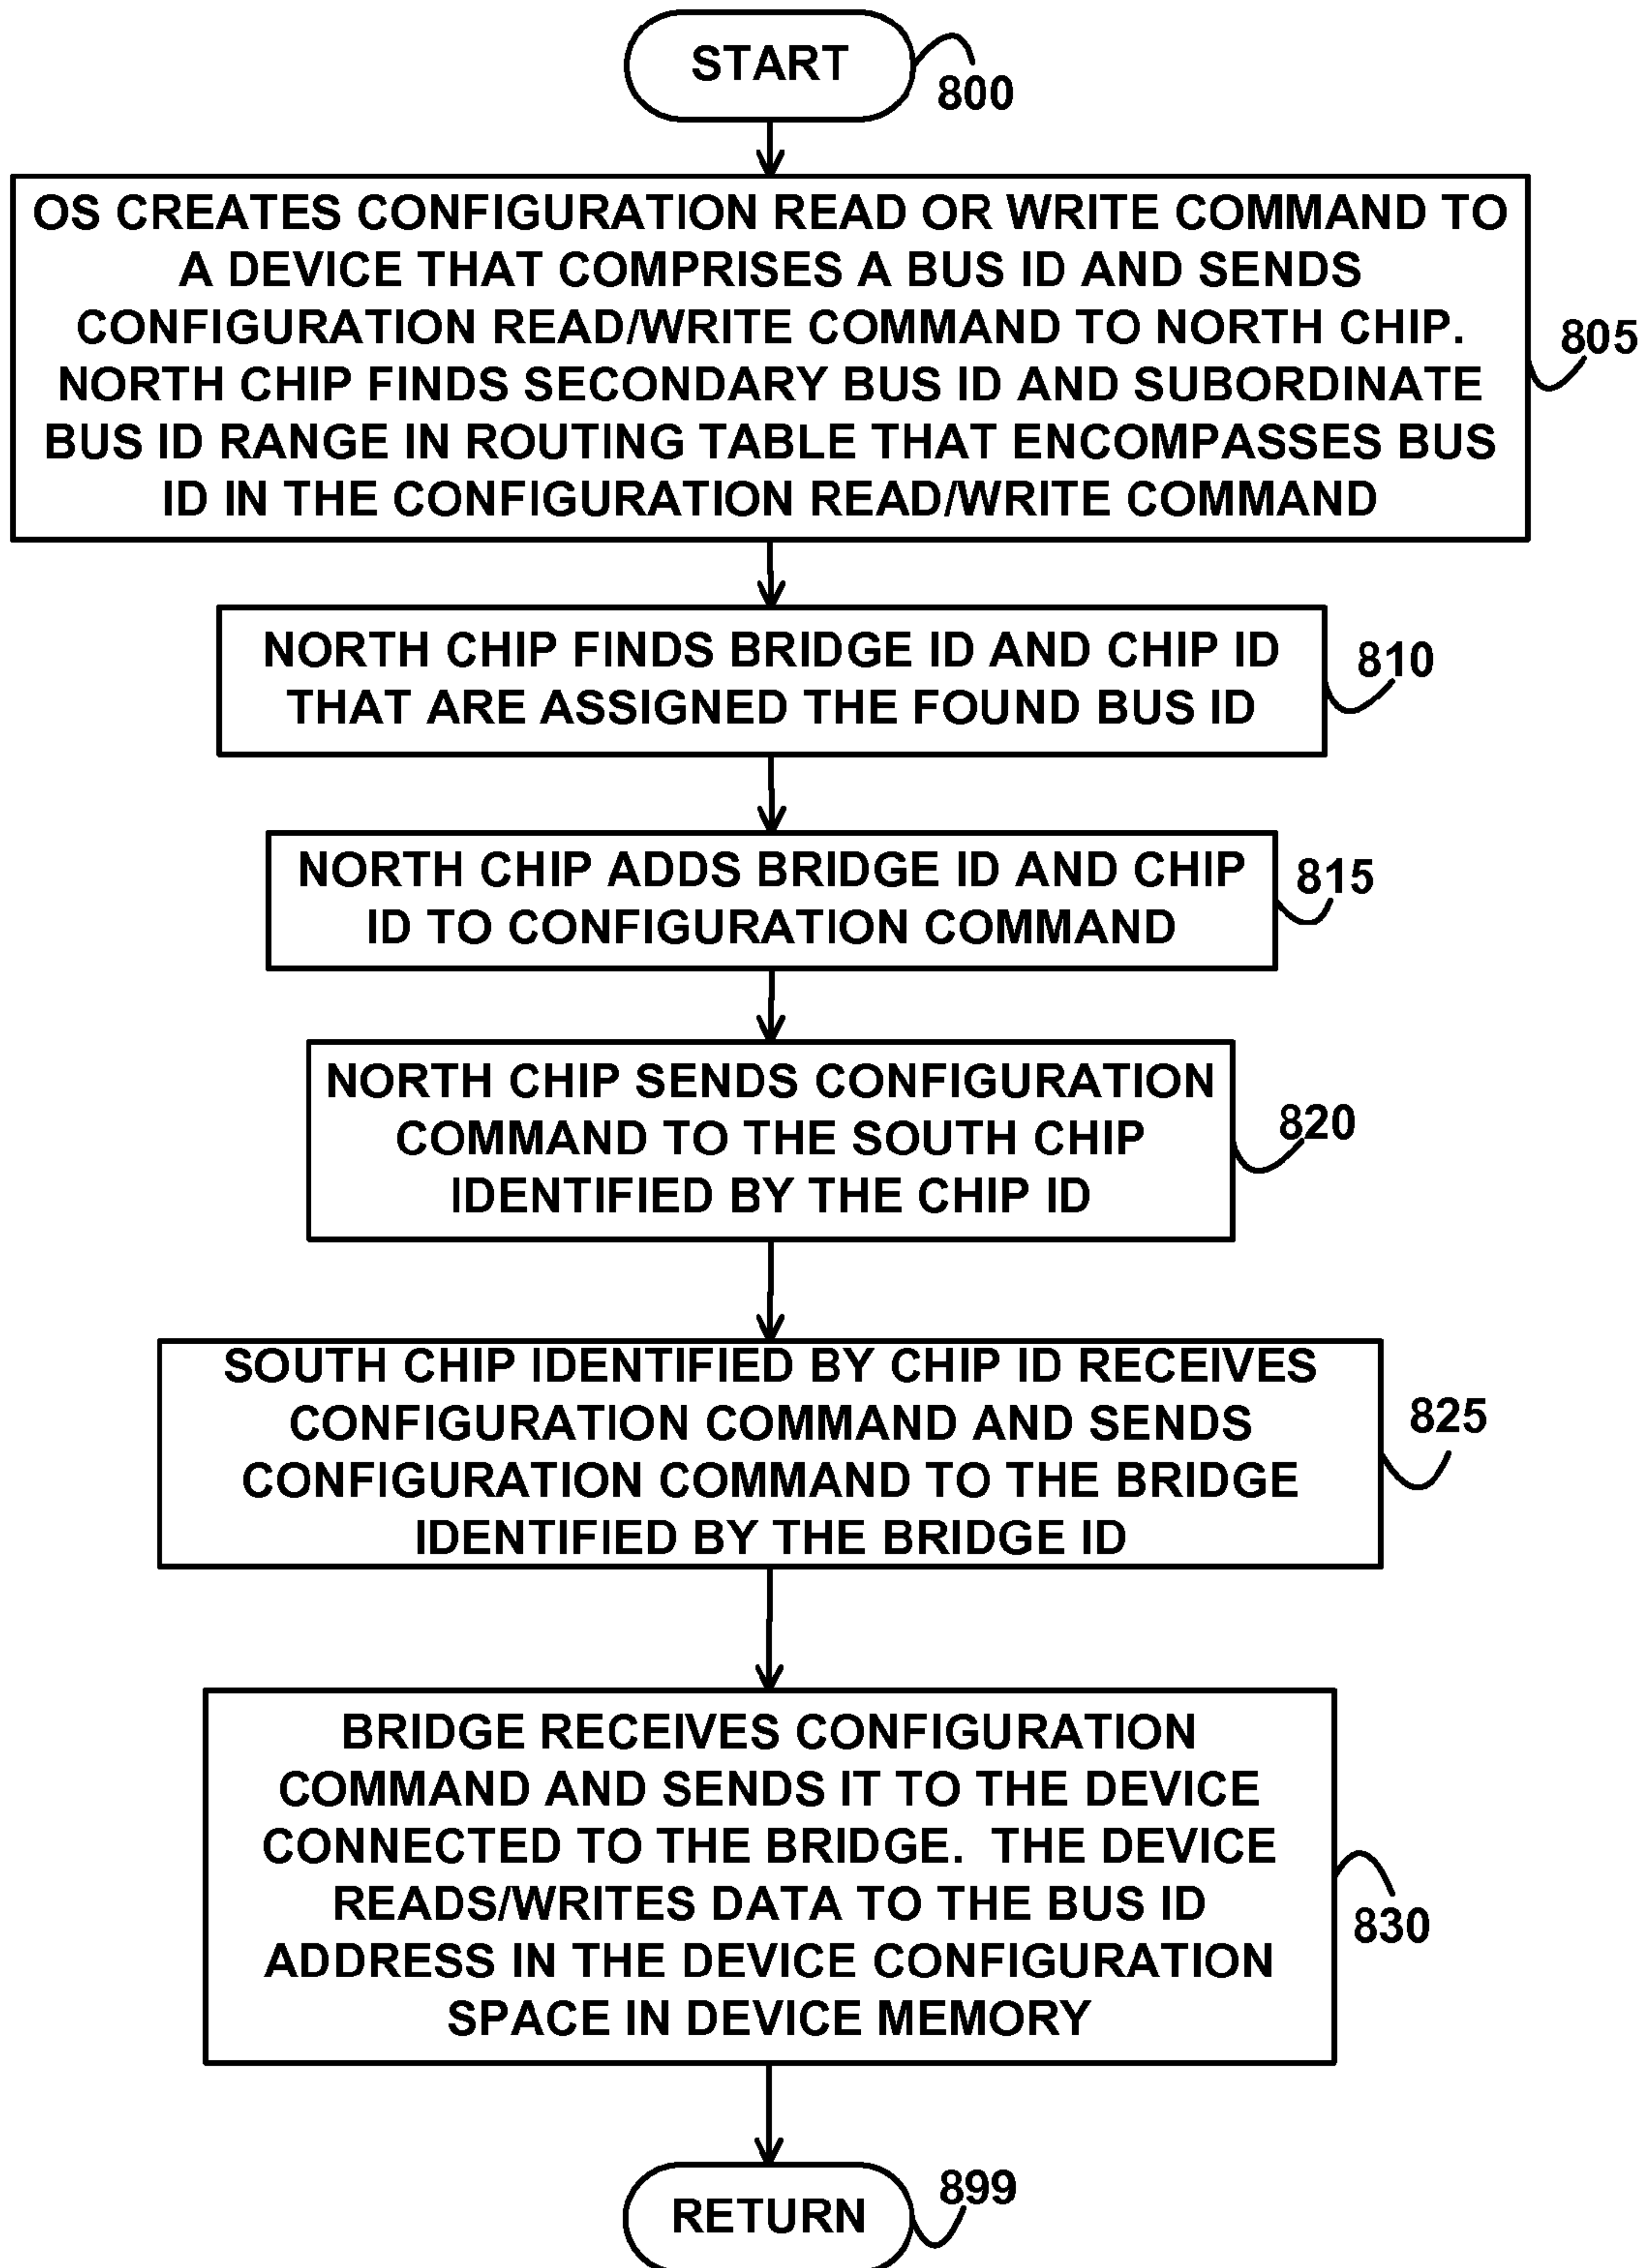 START
800
OS CREATES CONFIGURATION READ OR WRITE COMMAND TO
A DEVICE THAT COMPRISES A BUS ID AND SENDS
CONFIGURATION READ/WRITE COMMAND TO NORTH CHIP.
NORTH CHIP FINDS SECONDARY BUS ID AND SUBORDINATE
BUS ID RANGE IN ROUTING TABLE THAT ENCOMPASSES BUS
ID IN THE CONFIGURATION READ/WRITE COMMAND
805
NORTH CHIP FINDS BRIDGE ID AND CHIP ID
THAT ARE ASSIGNED THE FOUND BUS ID
810
NORTH CHIP ADDS BRIDGE ID AND CHIP
ID TO CONFIGURATION COMMAND
815
NORTH CHIP SENDS CONFIGURATION
COMMAND TO THE SOUTH CHIP
IDENTIFIED BY THE CHIP ID
820
SOUTH CHIP IDENTIFIED BY CHIP ID RECEIVES
CONFIGURATION COMMAND AND SENDS
CONFIGURATION COMMAND TO THE BRIDGE
IDENTIFIED BY THE BRIDGE ID
825
BRIDGE RECEIVES CONFIGURATION
COMMAND AND SENDS IT TO THE DEVICE
CONNECTED TO THE BRIDGE. THE DEVICE
READS/WRITES DATA TO THE BUS ID
ADDRESS IN THE DEVICE CONFIGURATION
SPACE IN DEVICE MEMORY
830
RETURN
899